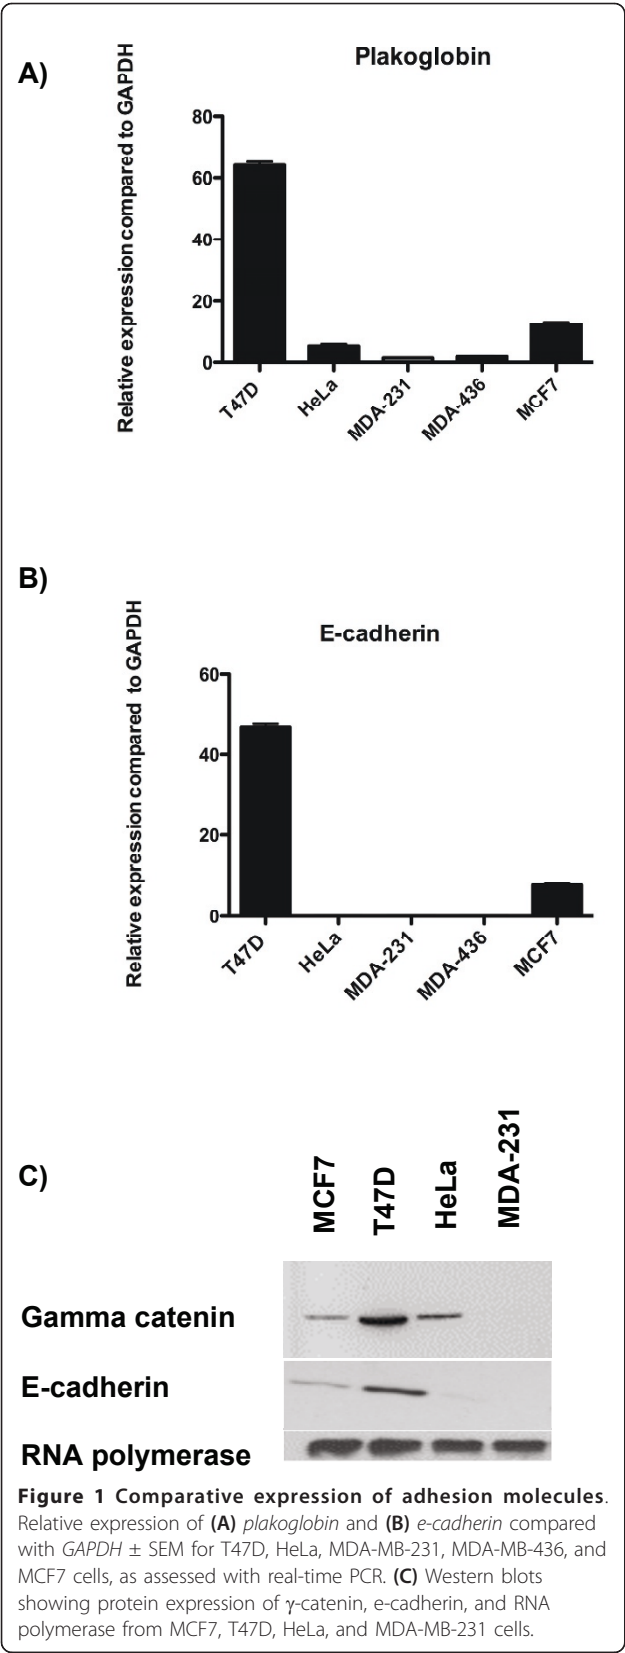 A)
Plakoglobin
Relative expression compared to GAPDH
80
60
40
20
0
T47D
HeLa
MDA-231
MDA-436
MCF7
B)
E-cadherin
Relative expression compared to GAPDH
60
40
20
0
T47D
HeLa
MDA-231
MDA-436
MCF7
C)
MCF7
T47D
HeLa
MDA-231
Gamma catenin
E-cadherin
RNA polymerase
Figure 1 Comparative expression of adhesion molecules.
Relative expression of (A) plakoglobin and (B) e-cadherin compared
with GAPDH ± SEM for T47D, HeLa, MDA-MB-231, MDA-MB-436, and
MCF7 cells, as assessed with real-time PCR. (C) Western blots
showing protein expression of γ-catenin, e-cadherin, and RNA
polymerase from MCF7, T47D, HeLa, and MDA-MB-231 cells.